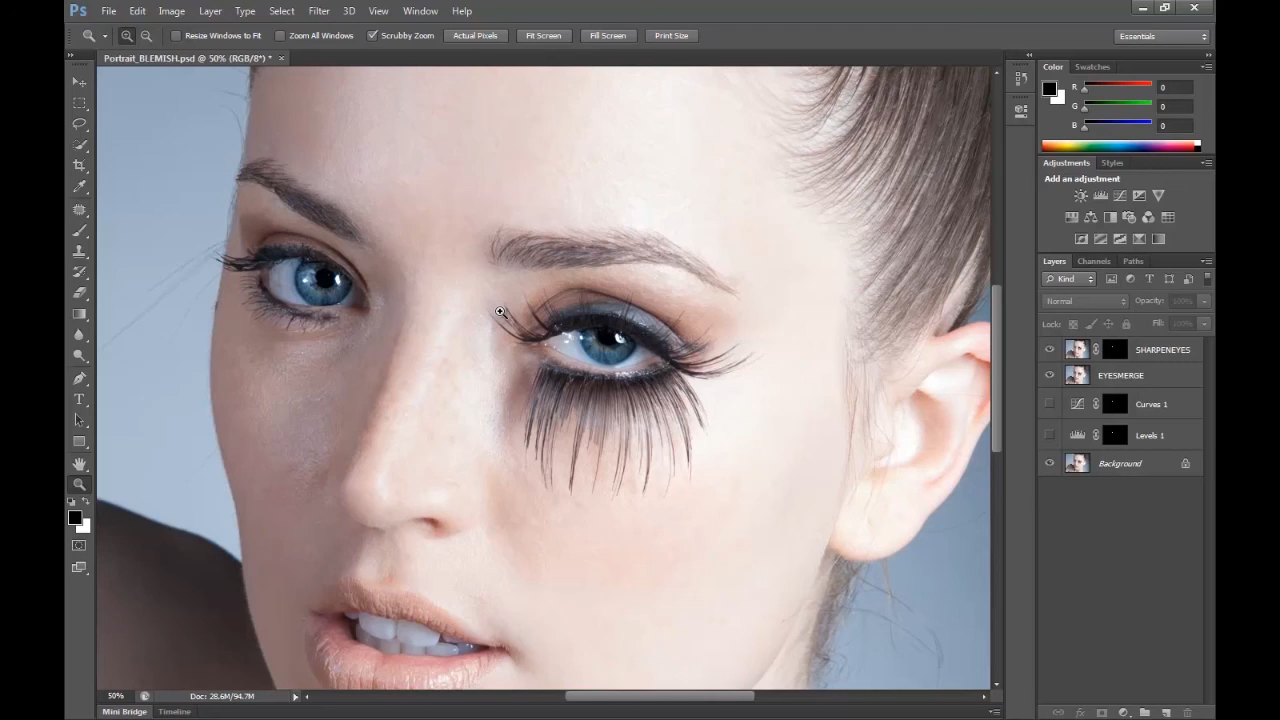 Ps File Edit Image Layer Type Select Filter 3D View Window Help
Resize Windows to Fit Zoom All Windows Scrubby Zoom Actual Pixels Fit Screen Fill Screen Print Size Essentials
Portrait_BLEMISH.psd @ 50% (RGB/8*) *
Color Swatches
R 0
G 0
B 0
Adjustments Styles
Add an adjustment
Layers Channels Paths
Kind
Normal Opacity: 100%
Lock: Fill: 100%
SHARPENEYES
EYESMERGE
Curves 1
Levels 1
Background
50% Doc: 28.6M/94.7M
Mini Bridge Timeline